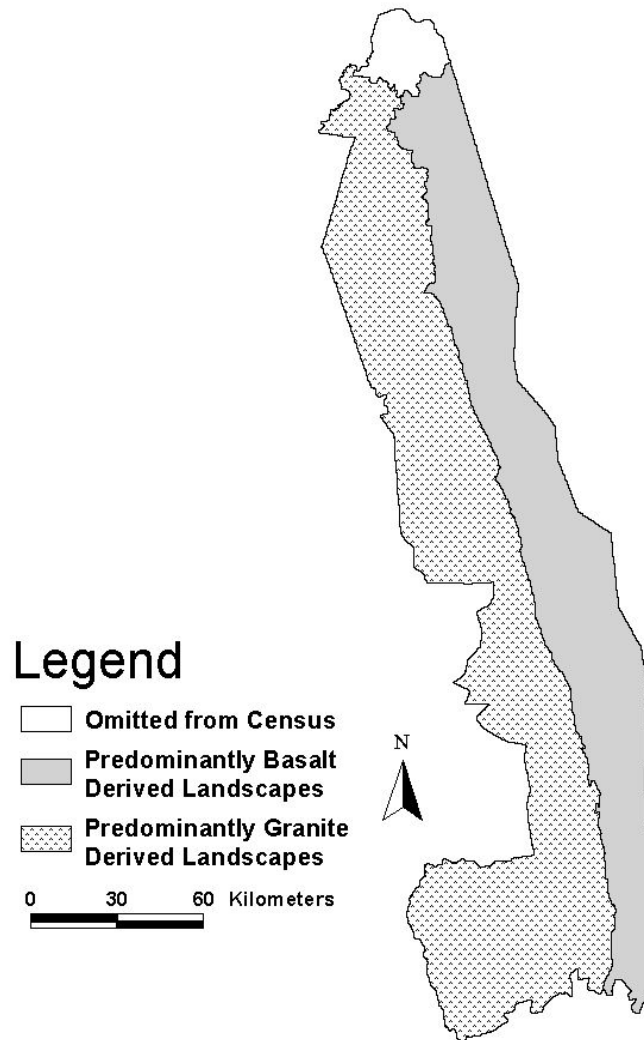 Legend
Omitted from Census
Predominantly Basalt
Derived Landscapes
N
Predominantly Granite
Derived Landscapes
0 30 60 Kilometers